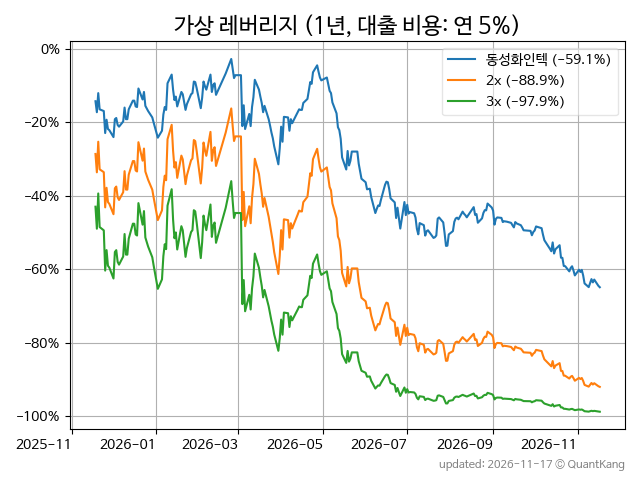 가상 레버리지 (1년, 대출 비용: 연 5%)
0%
−20%
−40%
−60%
−80%
−100%
동성화인텍 (−59.1%)
2x (−88.9%)
3x (−97.9%)
2025-11
2026-01
2026-03
2026-05
2026-07
2026-09
2026-11
updated: 2026-11-17 © QuantKang